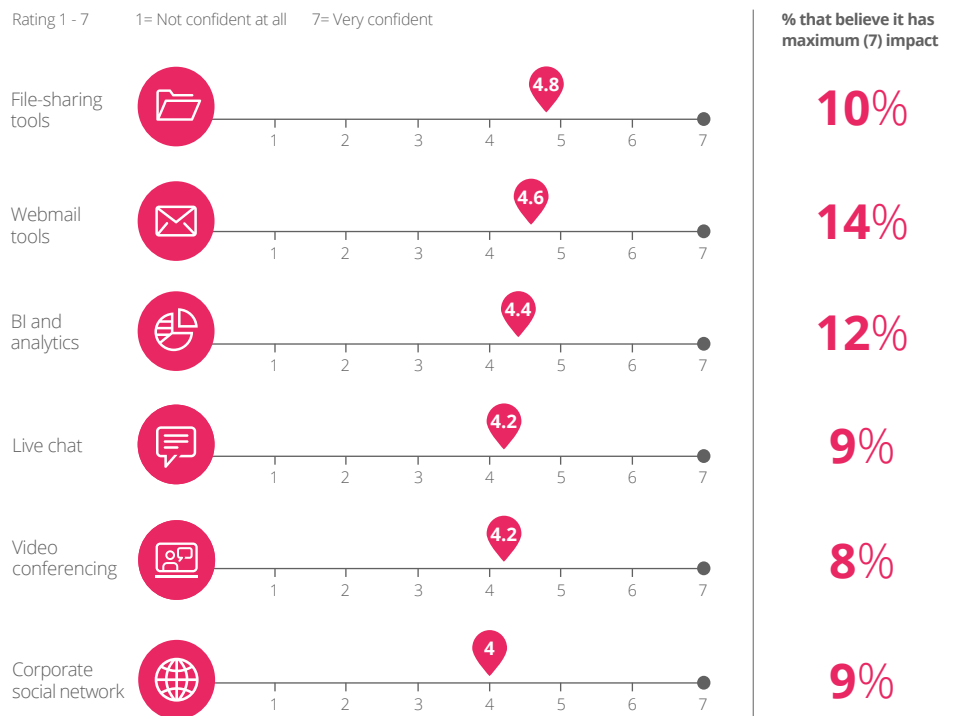 Rating 1 - 7 1= Not confident at all 7= Very confident
% that believe it has
maximum (7) impact
File-sharing
tools
4.8
1 2 3 4 5 6 7
10%
Webmail
tools
4.6
1 2 3 4 5 6 7
14%
BI and
analytics
4.4
1 2 3 4 5 6 7
12%
Live chat
4.2
1 2 3 4 5 6 7
9%
Video
conferencing
4.2
1 2 3 4 5 6 7
8%
Corporate
social network
4
1 2 3 4 5 6 7
9%